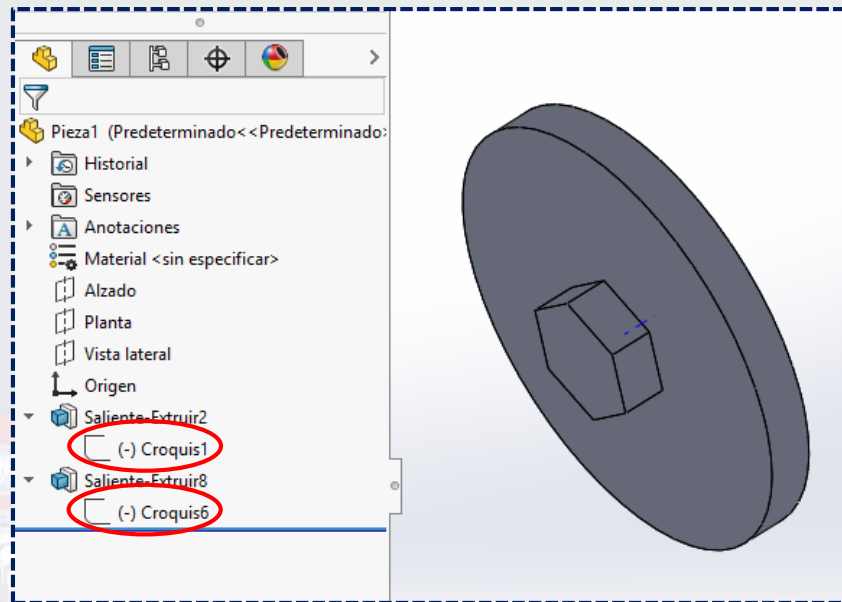 Pieza1 (Predeterminado<<Predeterminado>
Historial
Sensores
A Anotaciones
Material <sin especificar>
Alzado
Planta
Vista lateral
Origen
Saliente-Extruir2
(-) Croquis1
Saliente-Extruir8
(-) Croquis6